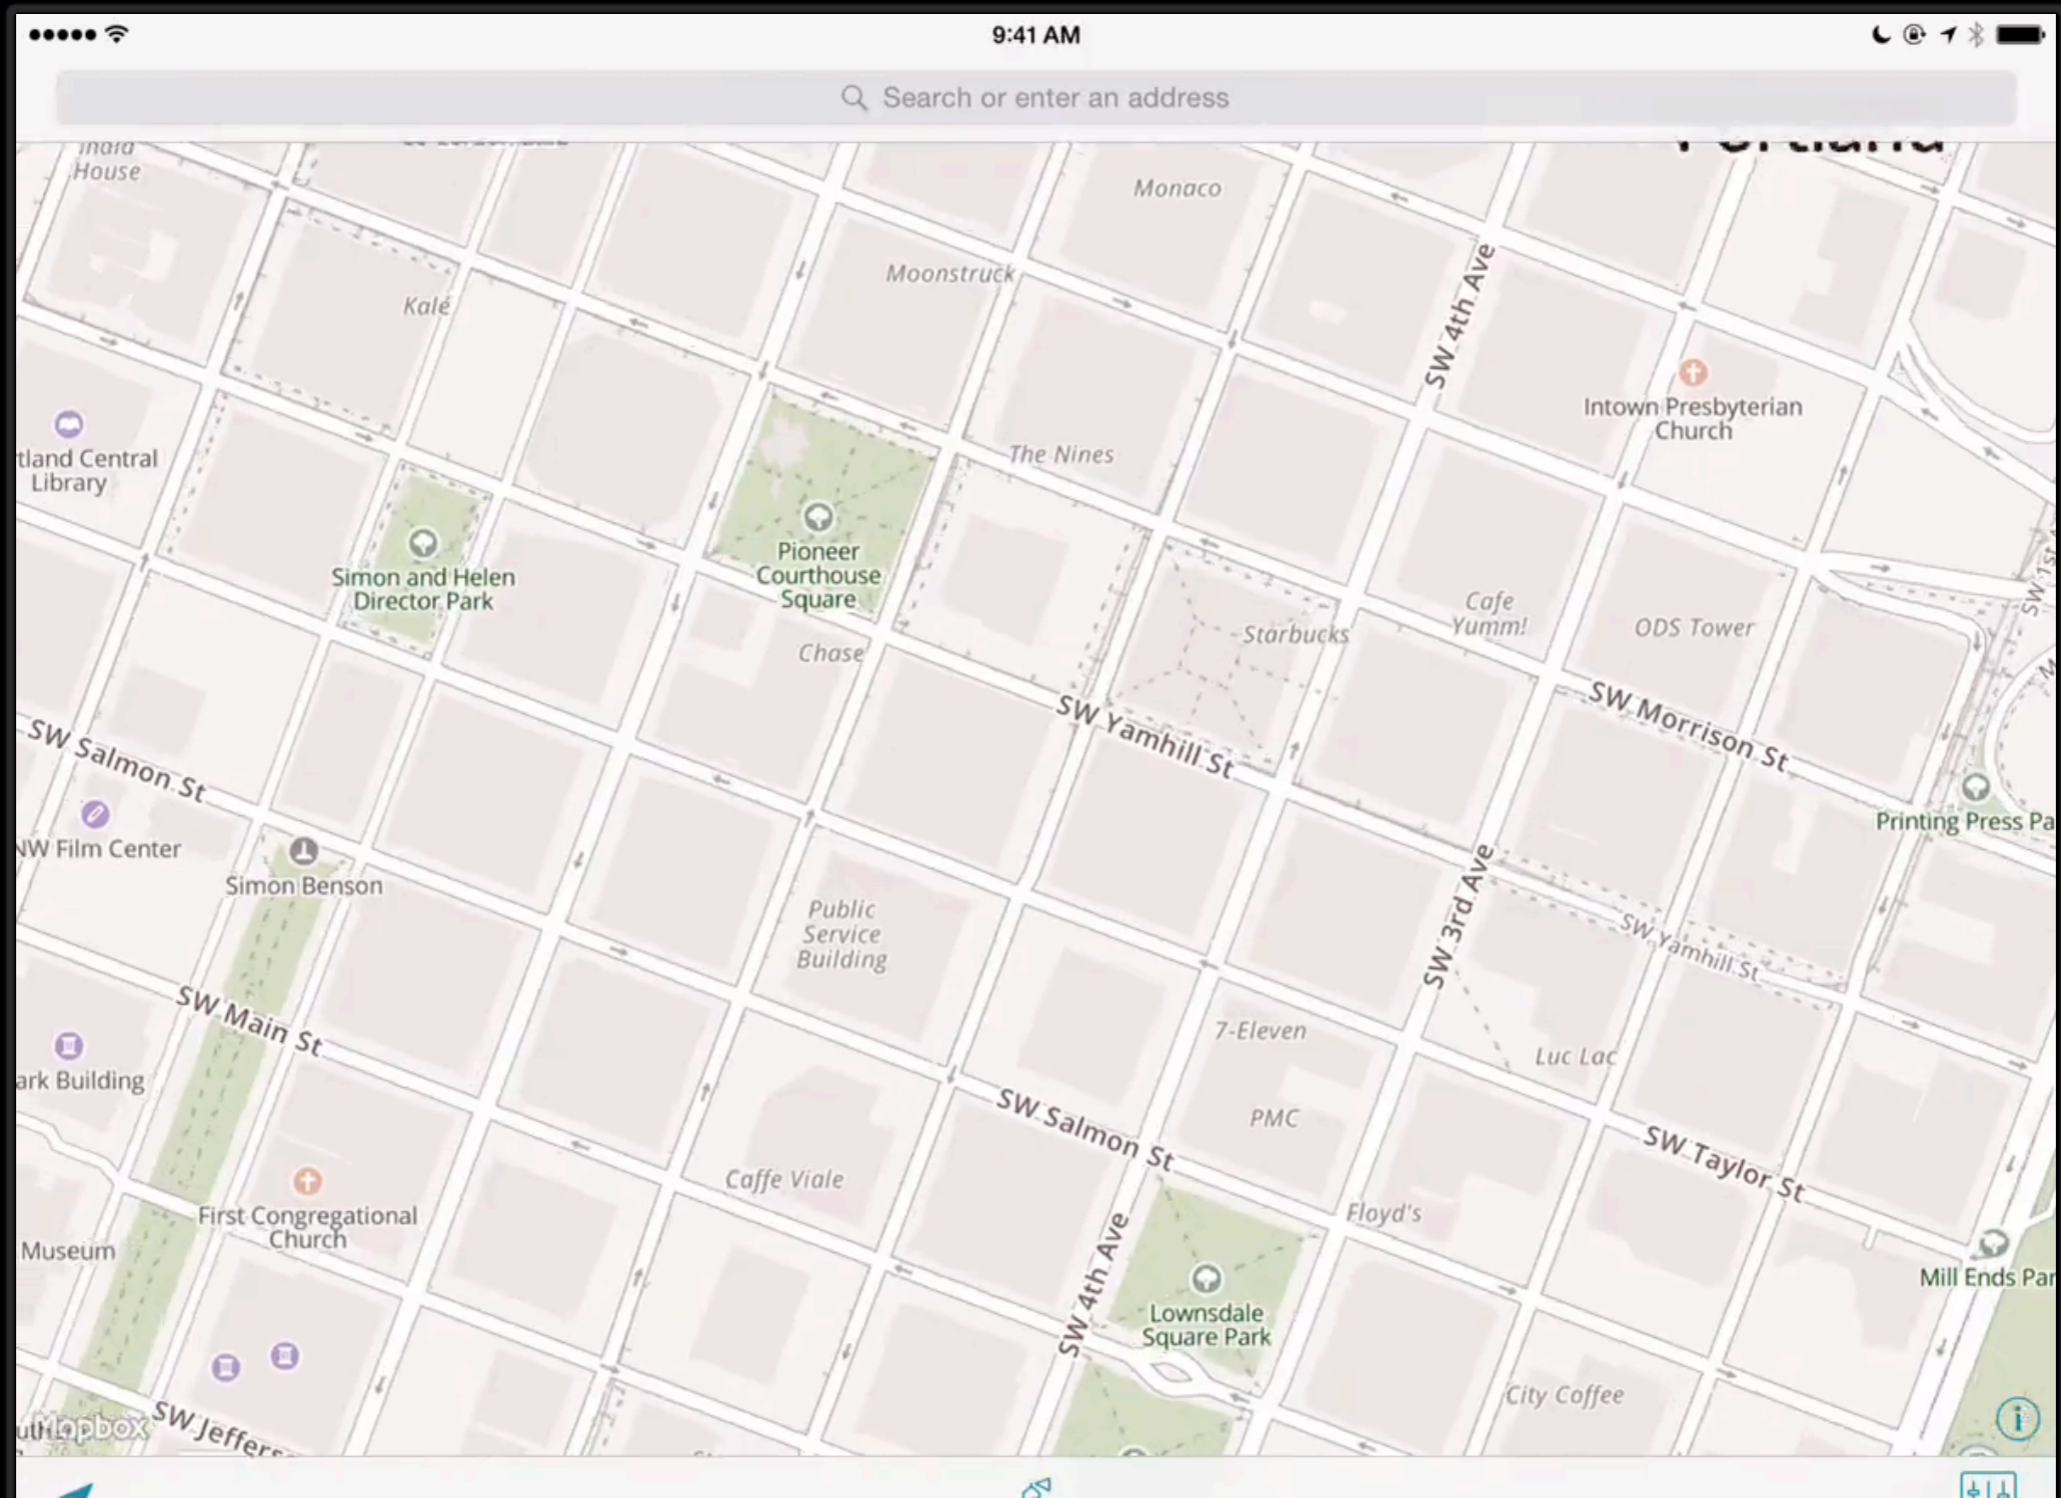 9:41 AM
Search or enter an address
Portland
India
House
Monaco
Moonstruck
Kalé
SW 4th Ave
Intown Presbyterian
Church
The Nines
tland Central
Library
Pioneer
Courthouse
Square
Simon and Helen
Director Park
Cafe
Yumm!
ODS Tower
Starbucks
SW 1st
Chase
SW Yamhill St
SW Morrison St
SW Salmon St
Printing Press Pa
NW Film Center
Simon Benson
SW 3rd Ave
Public
Service
Building
SW Yamhill St
SW Main St
7-Eleven
Luc Lac
ark Building
PMC
SW Salmon St
SW Taylor St
Caffe Viale
First Congregational
Church
Floyd's
Museum
SW 4th Ave
Mill Ends Par
Lownsdale
Square Park
City Coffee
Mapbox
SW Jeffers